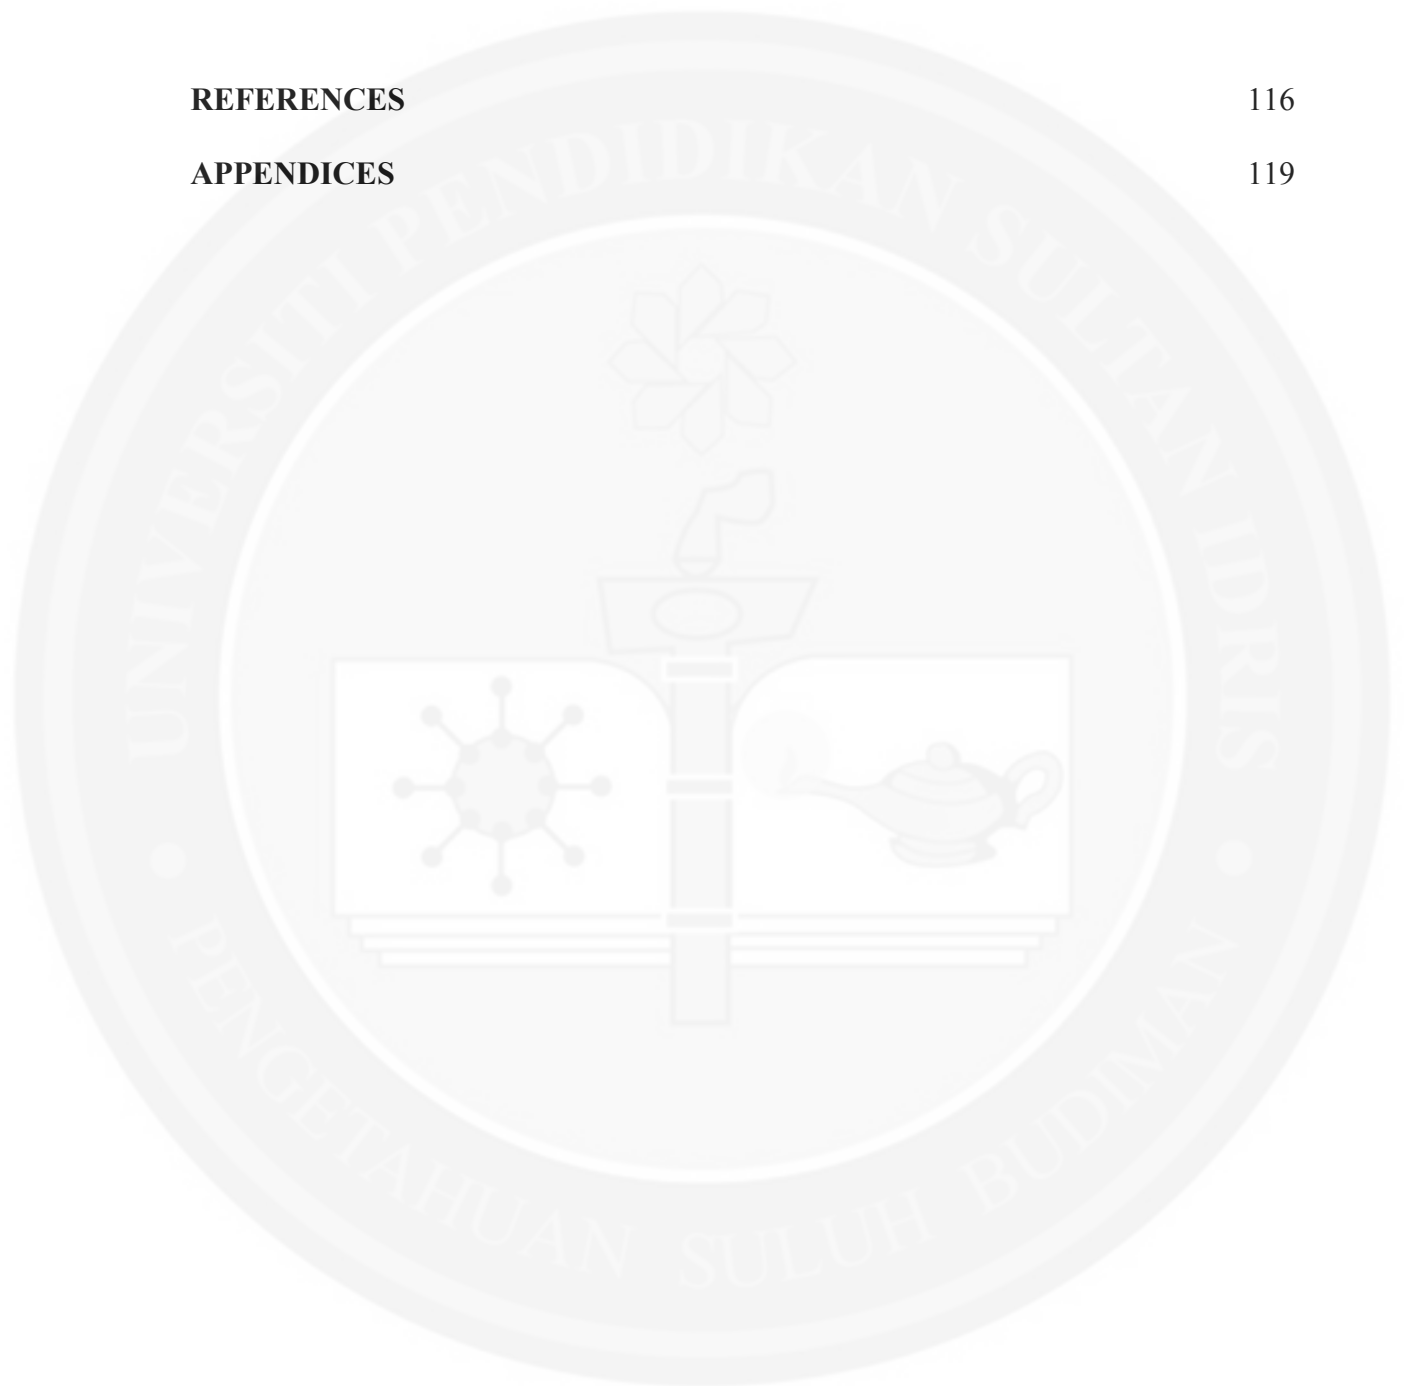 REFERENCES 116
APPENDICES 119
UNIVERSITI PENDIDIKAN SULTAN IDRIS
PENGETAHUAN SULUH BUDIMAN